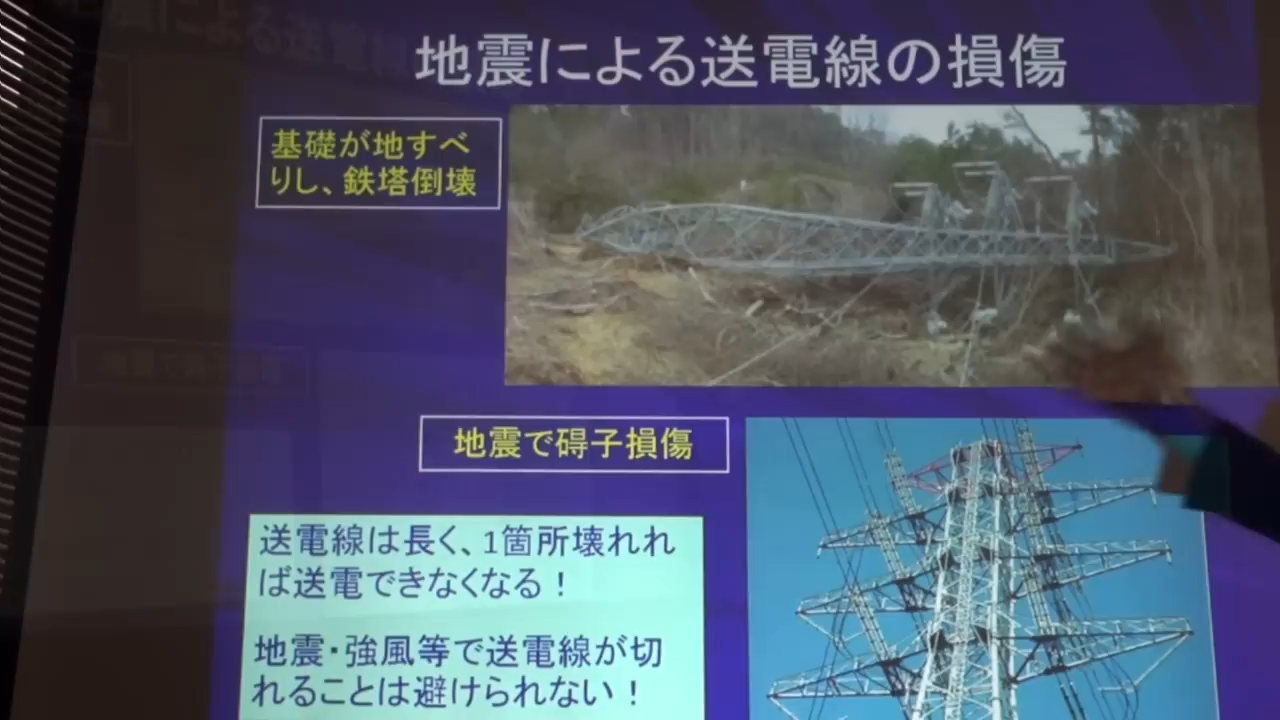 地震による送電線の損傷
基礎が地すべ
りし、鉄塔倒壊
地震で碍子損傷
送電線は長く、1箇所壊れれ
ば送電できなくなる！
地震・強風等で送電線が切
れることは避けられない！